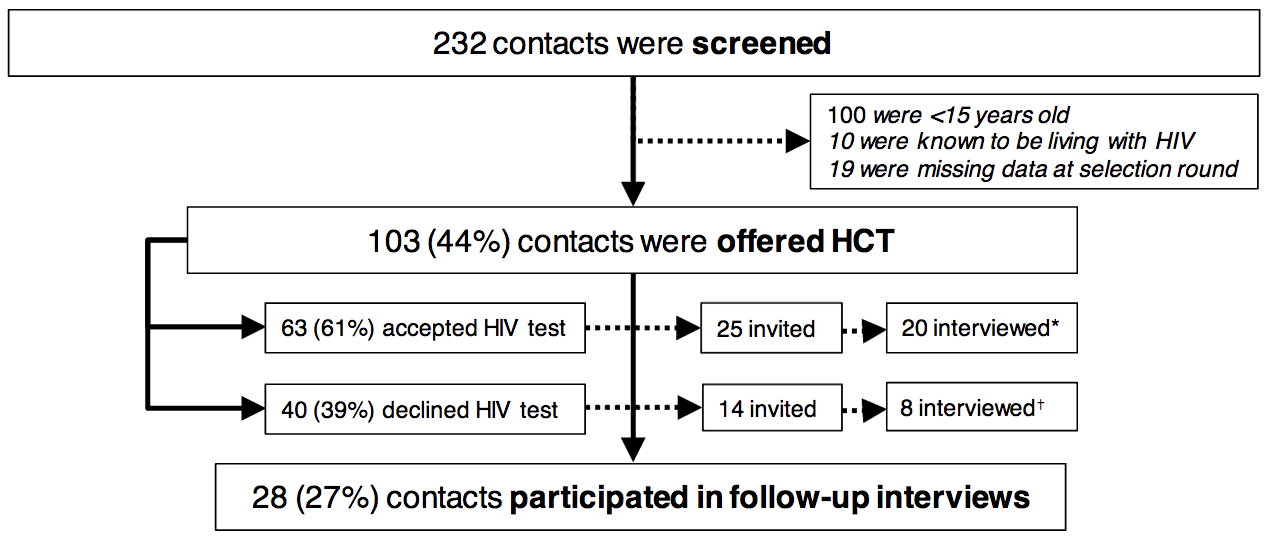 232 contacts were screened
100 were <15 years old
10 were known to be living with HIV
19 were missing data at selection round
103 (44%) contacts were offered HCT
63 (61%) accepted HIV test
25 invited
20 interviewed*
40 (39%) declined HIV test
14 invited
8 interviewed†
28 (27%) contacts participated in follow-up interviews